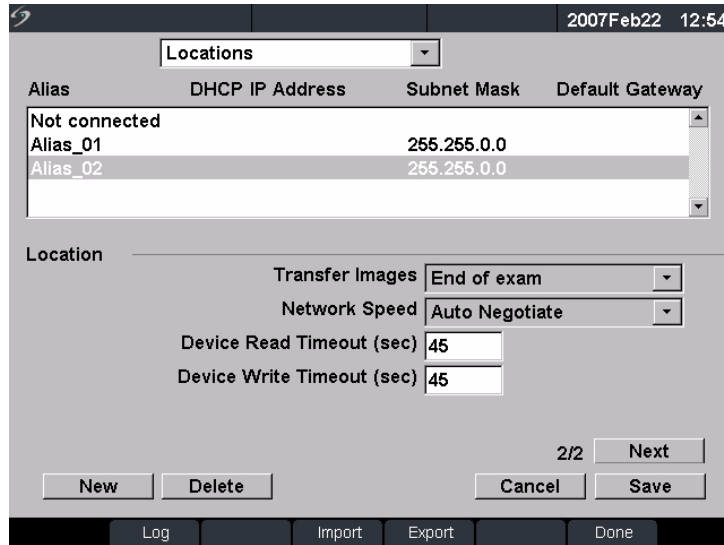 2007Feb22 12:54
Locations
Alias DHCP IP Address Subnet Mask Default Gateway
Not connected
Alias_01 255.255.0.0
Alias_02 255.255.0.0
Location
Transfer Images End of exam
Network Speed Auto Negotiate
Device Read Timeout (sec) 45
Device Write Timeout (sec) 45
2/2 Next
New Delete Cancel Save
Log Import Export Done